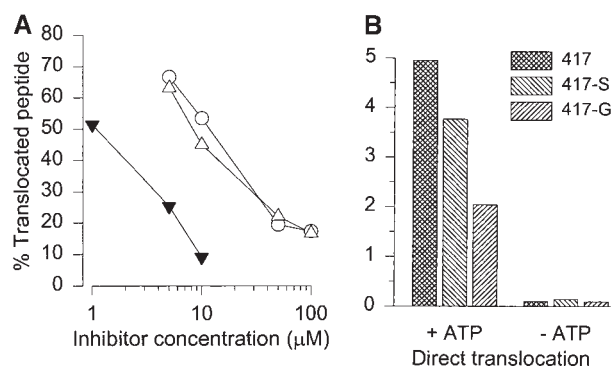 A
% Translocated peptide
80
70
60
50
40
30
20
10
0
1
10
100
Inhibitor concentration (μM)
B
5
4
3
2
1
0
417
417-S
417-G
+ ATP
- ATP
Direct translocation